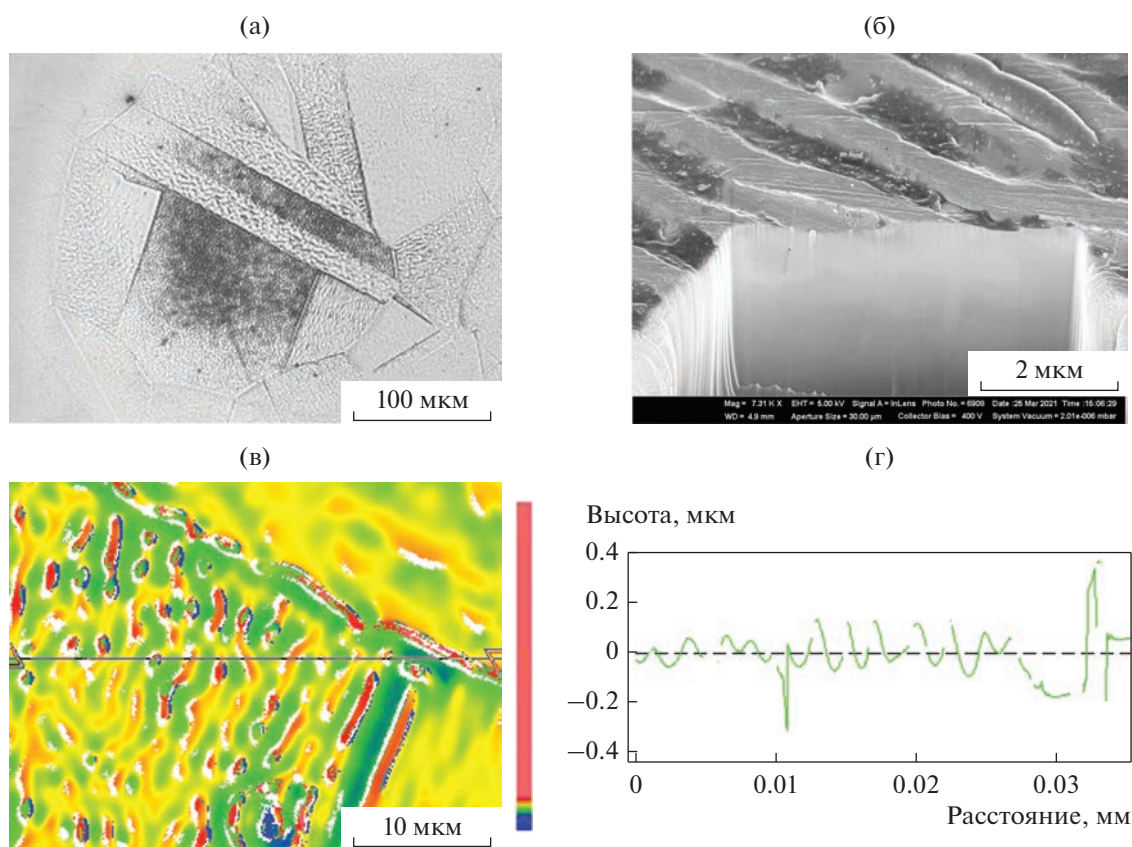 (а)
(б)
100 мкм
2 мкм
Mag = 7.31 K X EHT = 5.00 kV Signal A = InLens Photo No. = 6908 Date :25 Mar 2021 Time :15:06:29
WD = 4.9 mm Aperture Size = 30.00 µm Collector Bias = 400 V System Vacuum = 2.01e-006 mbar
(в)
(г)
10 мкм
Высота, мкм
0.4
0.2
0
−0.2
−0.4
0 0.01 0.02 0.03
Расстояние, мм